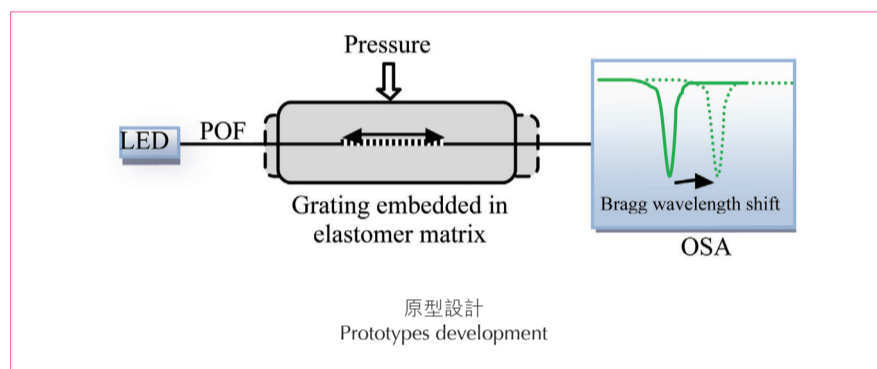 Pressure
LED
POF
Grating embedded in
elastomer matrix
Bragg wavelength shift
OSA
原型設計
Prototypes development